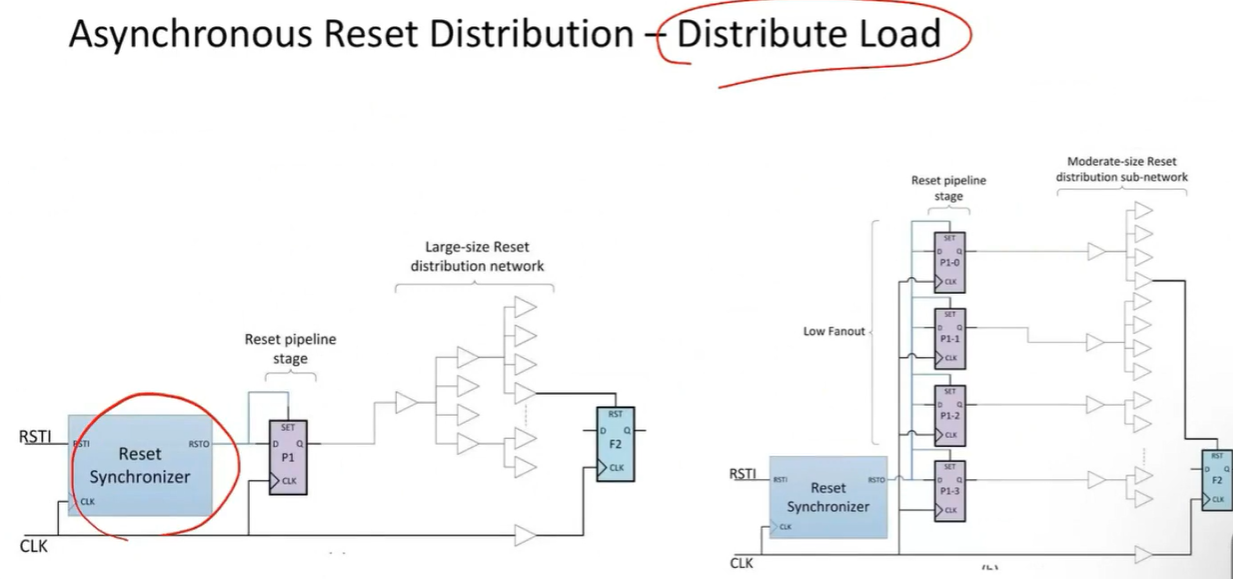 Asynchronous Reset Distribution – Distribute Load
Large-size Reset
distribution network
Reset pipeline
stage
RSTI
RSTI
RSTO
Reset
Synchronizer
CLK
CLK
SET
D Q
P1
CLK
RST
D Q
F2
CLK
Moderate-size Reset
distribution sub-network
Reset pipeline
stage
Low Fanout
SET
D Q
P1-0
CLK
SET
D Q
P1-1
CLK
SET
D Q
P1-2
CLK
SET
D Q
P1-3
CLK
RSTI
RSTI
RSTO
Reset
Synchronizer
CLK
CLK
RST
D Q
F2
CLK